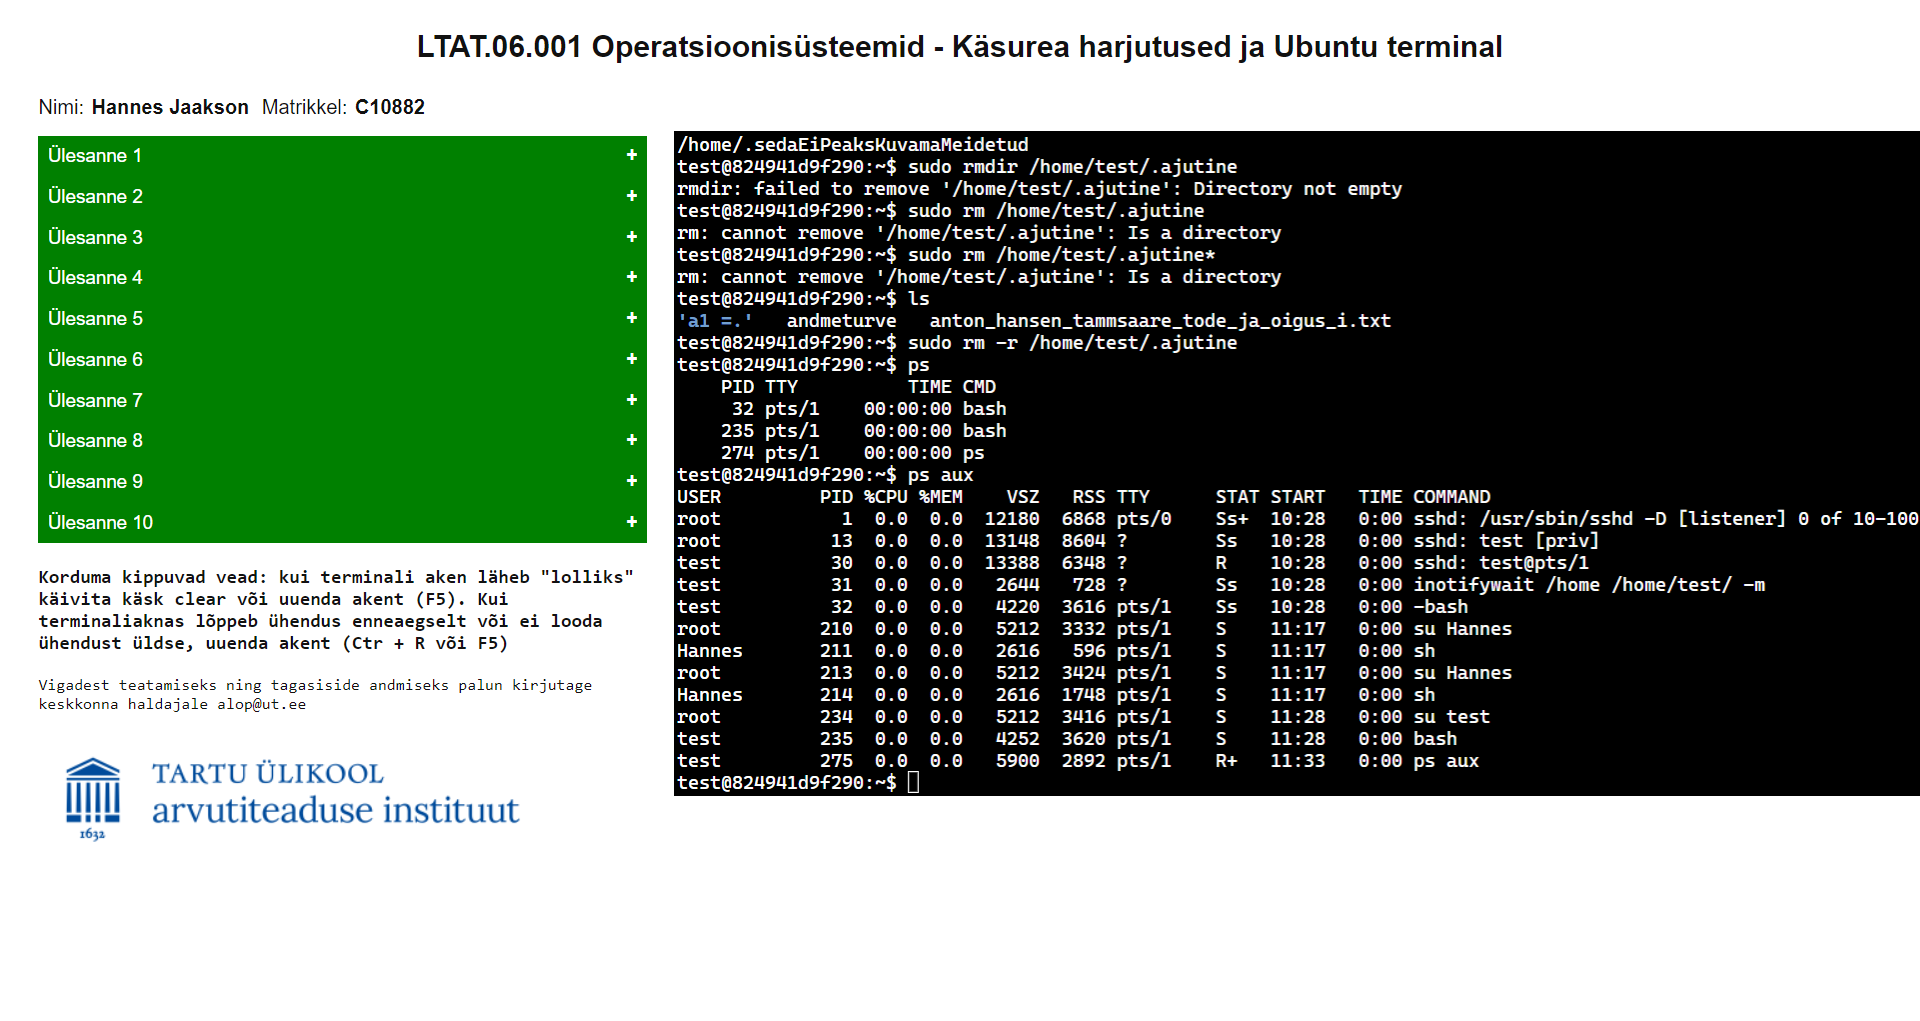 LTAT.06.001 Operatsioonisüsteemid - Käsurea harjutused ja Ubuntu terminal
Nimi: Hannes Jaakson Matrikkel: C10882
Ülesanne 1 +
Ülesanne 2 +
Ülesanne 3 +
Ülesanne 4 +
Ülesanne 5 +
Ülesanne 6 +
Ülesanne 7 +
Ülesanne 8 +
Ülesanne 9 +
Ülesanne 10 +
Korduma kippuvad vead: kui terminali aken läheb "lolliks"
käivita käsk clear või uuenda akent (F5). Kui
terminaliaknas lõppeb ühendus enneaegselt või ei looda
ühendust üldse, uuenda akent (Ctr + R või F5)
Vigadest teatamiseks ning tagasiside andmiseks palun kirjutage
keskkonna haldajale alop@ut.ee
1632
TARTU ÜLIKOOL
arvutiteaduse instituut
/home/.sedaEiPeaksKuvamaMeidetud
test@824941d9f290:~$ sudo rmdir /home/test/.ajutine
rmdir: failed to remove '/home/test/.ajutine': Directory not empty
test@824941d9f290:~$ sudo rm /home/test/.ajutine
rm: cannot remove '/home/test/.ajutine': Is a directory
test@824941d9f290:~$ sudo rm /home/test/.ajutine*
rm: cannot remove '/home/test/.ajutine': Is a directory
test@824941d9f290:~$ ls
'a1 =.'   andmeturve   anton_hansen_tammsaare_tode_ja_oigus_i.txt
test@824941d9f290:~$ sudo rm -r /home/test/.ajutine
test@824941d9f290:~$ ps
    PID TTY          TIME CMD
     32 pts/1    00:00:00 bash
    235 pts/1    00:00:00 bash
    274 pts/1    00:00:00 ps
test@824941d9f290:~$ ps aux
USER         PID %CPU %MEM    VSZ   RSS TTY      STAT START   TIME COMMAND
root           1  0.0  0.0  12180  6868 pts/0    Ss+  10:28   0:00 sshd: /usr/sbin/sshd -D [listener] 0 of 10-100
root          13  0.0  0.0  13148  8604 ?        Ss   10:28   0:00 sshd: test [priv]
test          30  0.0  0.0  13388  6348 ?        R    10:28   0:00 sshd: test@pts/1
test          31  0.0  0.0   2644   728 ?        Ss   10:28   0:00 inotifywait /home /home/test/ -m
test          32  0.0  0.0   4220  3616 pts/1    Ss   10:28   0:00 -bash
root         210  0.0  0.0   5212  3332 pts/1    S    11:17   0:00 su Hannes
Hannes       211  0.0  0.0   2616   596 pts/1    S    11:17   0:00 sh
root         213  0.0  0.0   5212  3424 pts/1    S    11:17   0:00 su Hannes
Hannes       214  0.0  0.0   2616  1748 pts/1    S    11:17   0:00 sh
root         234  0.0  0.0   5212  3416 pts/1    S    11:28   0:00 su test
test         235  0.0  0.0   4252  3620 pts/1    S    11:28   0:00 bash
test         275  0.0  0.0   5900  2892 pts/1    R+   11:33   0:00 ps aux
test@824941d9f290:~$